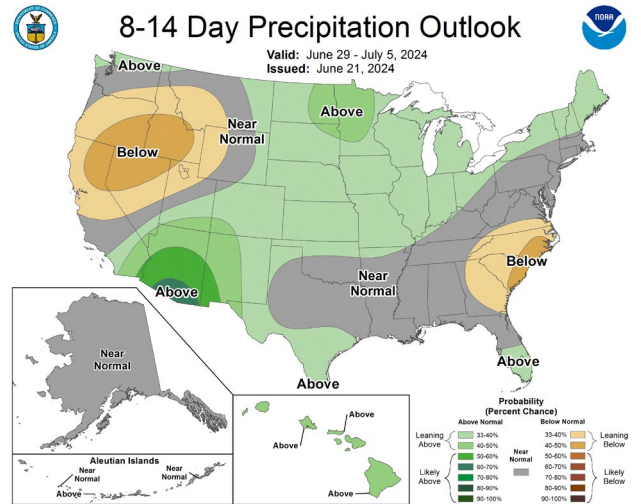 8-14 Day Precipitation Outlook
Valid: June 29 - July 5, 2024
Issued: June 21, 2024
NOAA
Above
Above
Near
Normal
Below
Below
Near
Normal
Above
Above
Above
Near
Normal
Above
Above
Above
Aleutian Islands
Near
Normal
Near
Normal
Above
Probability
(Percent Chance)
Above Normal
Below Normal
Leaning
Above
33-40%
40-50%
Likely
Above
50-60%
60-70%
70-80%
80-90%
90-100%
Near
Normal
33-40%
40-50%
Leaning
Below
50-60%
60-70%
70-80%
80-90%
90-100%
Likely
Below